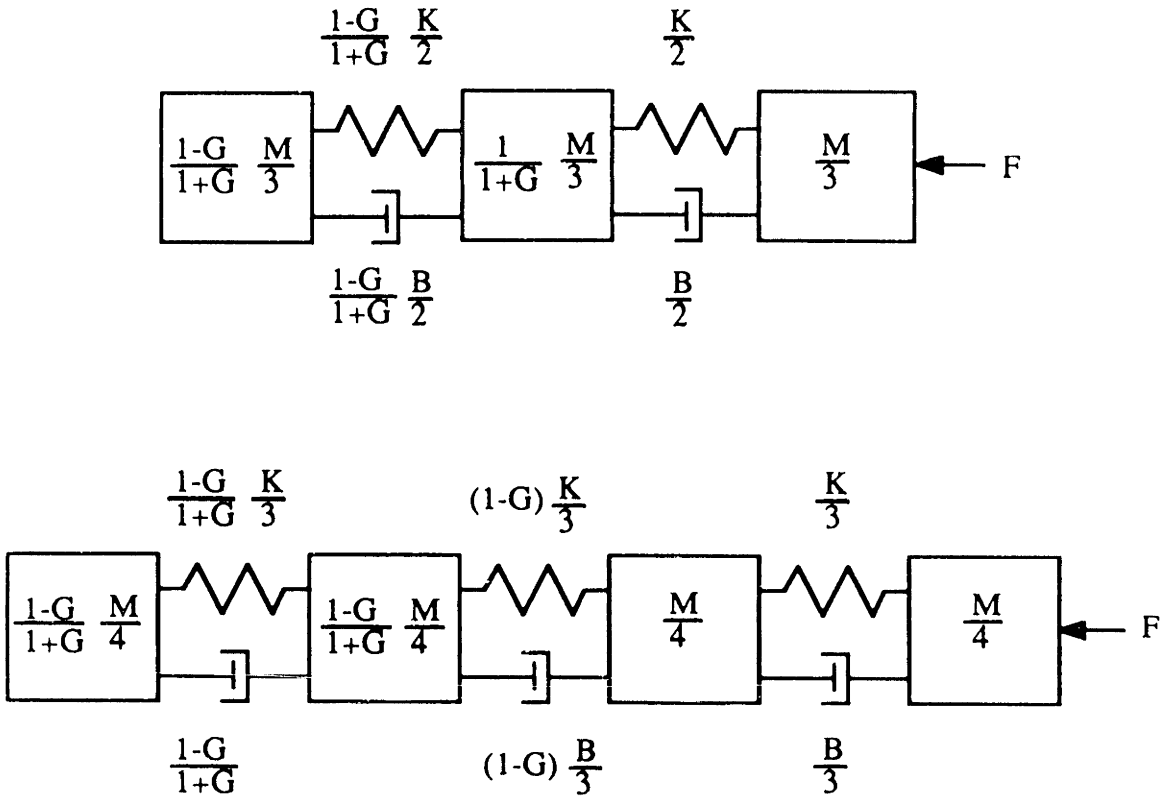 1-G K K
1+G 2 2
1-G M 1 M M
1+G 3 1+G 3 3
F
1-G B B
1+G 2 2
1-G K (1-G) K K
1+G 3 3 3
1-G M 1-G M M M
1+G 4 1+G 4 4 4
F
1-G (1-G) B B
1+G 3 3